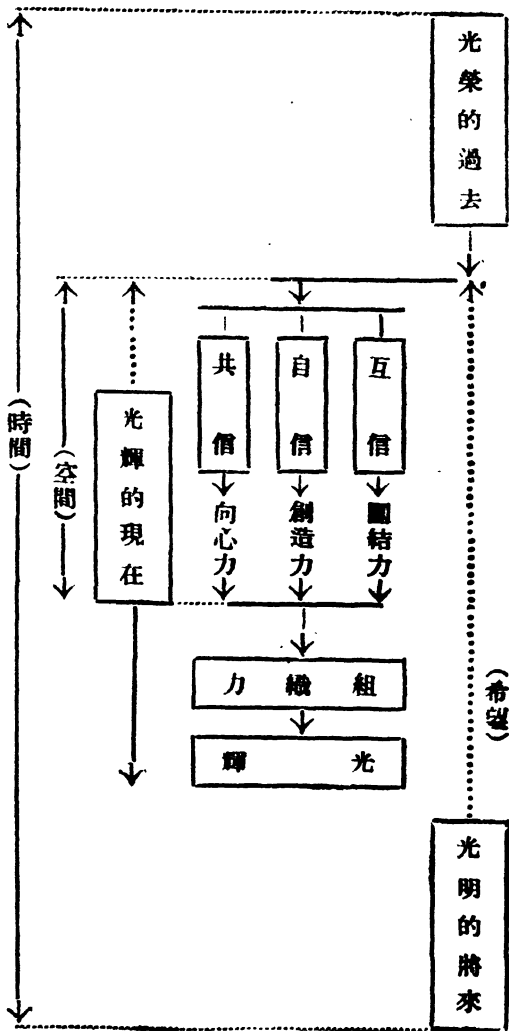 光榮的過去
互信
自信
共信
團結力
創造力
向心力
組織力
光輝
光輝的現在
(空間)
(時間)
(希望)
光明的將來